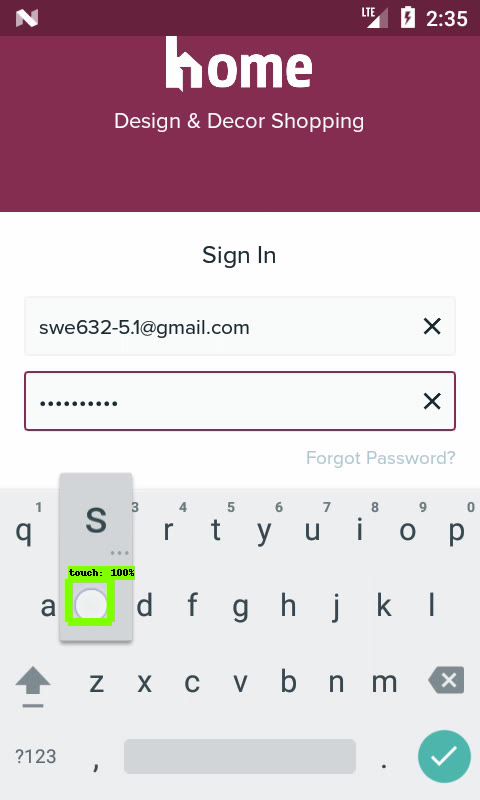 LTE 2:35
home
Design & Decor Shopping
Sign In
swe632-5.1@gmail.com
••••••••••
Forgot Password?
1 3 4 5 6 7 8 9 0
q r t y u i o p
s
...
touch: 100%
a d f g h j k l
z x c v b n m
?123 , .